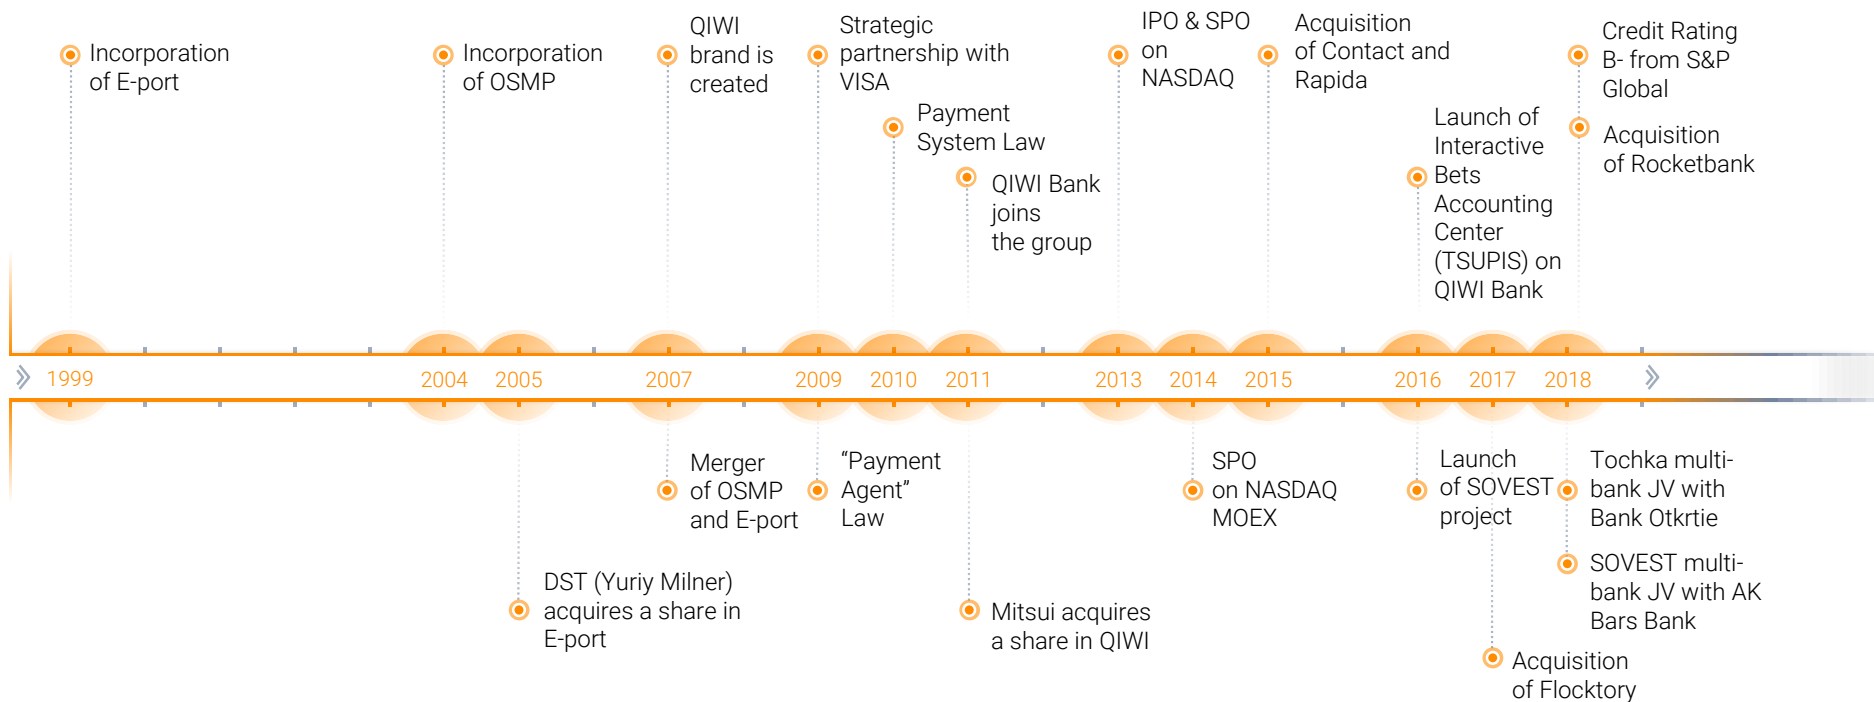 Incorporation
of E-port
Incorporation
of OSMP
QIWI
brand is
created
Strategic
partnership with
VISA
Payment
System Law
QIWI Bank
joins
the group
IPO & SPO
on
NASDAQ
Acquisition
of Contact and
Rapida
Launch of
Interactive
Bets
Accounting
Center
(TSUPIS) on
QIWI Bank
Credit Rating
B- from S&P
Global
Acquisition
of Rocketbank
1999 2004 2005 2007 2009 2010 2011 2013 2014 2015 2016 2017 2018
DST (Yuriy Milner)
acquires a share in
E-port
Merger
of OSMP
and E-port
“Payment
Agent”
Law
Mitsui acquires
a share in QIWI
SPO
on NASDAQ
MOEX
Launch
of SOVEST
project
Acquisition
of Flocktory
Tochka multi-
bank JV with
Bank Otkrtie
SOVEST multi-
bank JV with AK
Bars Bank